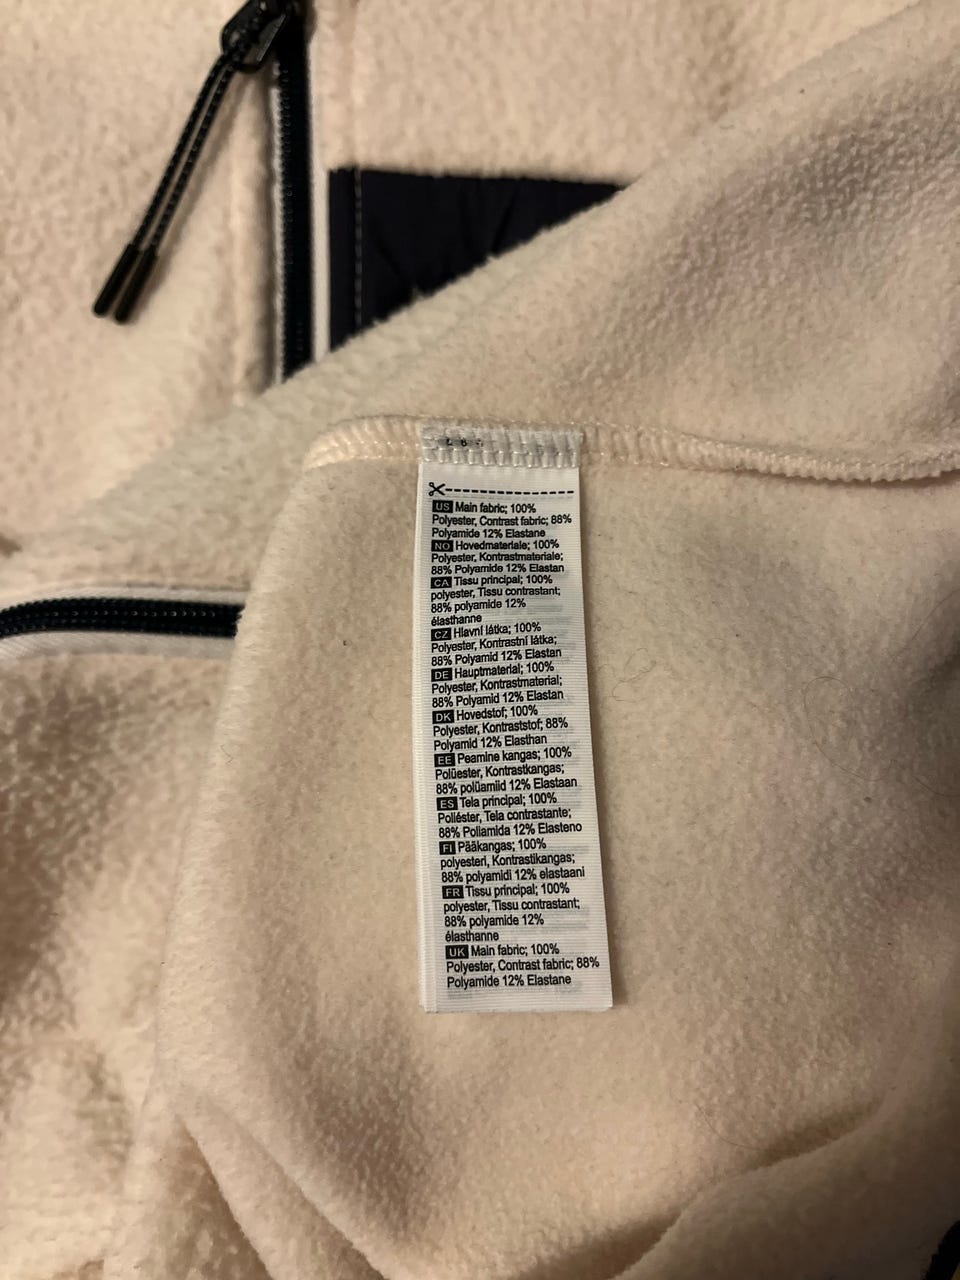 US Main fabric; 100%
Polyester, Contrast fabric; 88%
Polyamide 12% Elastane
NO Hovedmateriale; 100%
Polyester, Kontrastmateriale;
88% Polyamide 12% Elastan
CA Tissu principal; 100%
polyester, Tissu contrastant;
88% polyamide 12%
élasthanne
CZ Hlavní látka; 100%
Polyester, Kontrastní látka;
88% Polyamid 12% Elastan
DE Hauptmaterial; 100%
Polyester, Kontrastmaterial;
88% Polyamid 12% Elastan
DK Hovedstof; 100%
Polyester, Kontraststof; 88%
Polyamid 12% Elasthan
EE Peamine kangas; 100%
Polüester, Kontrastkangas;
88% polüamiid 12% Elastaan
ES Tela principal; 100%
Poliéster, Tela contrastante;
88% Poliamida 12% Elasteno
FI Pääkangas; 100%
polyesteri, Kontrastikangas;
88% polyamidi 12% elastaani
FR Tissu principal; 100%
polyester, Tissu contrastant;
88% polyamide 12%
élasthanne
UK Main fabric; 100%
Polyester, Contrast fabric; 88%
Polyamide 12% Elastane